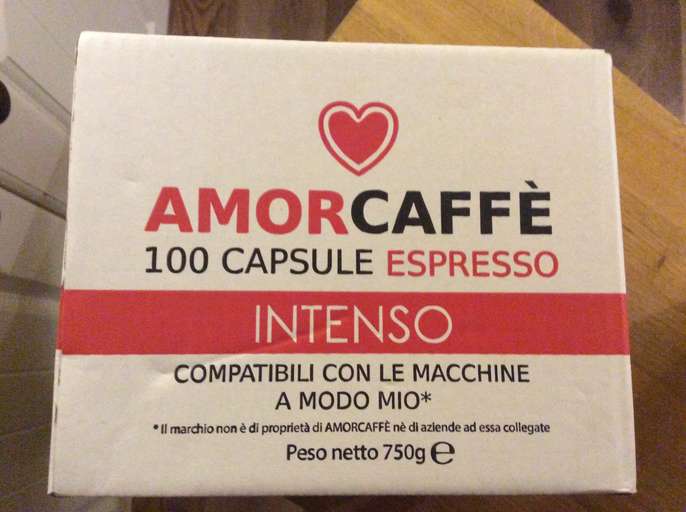 AMORCAFFÈ
100 CAPSULE ESPRESSO
INTENSO
COMPATIBILI CON LE MACCHINE
A MODO MIO*
* Il marchio non è di proprietà di AMORCAFFÈ nè di aziende ad essa collegate
Peso netto 750g ℮